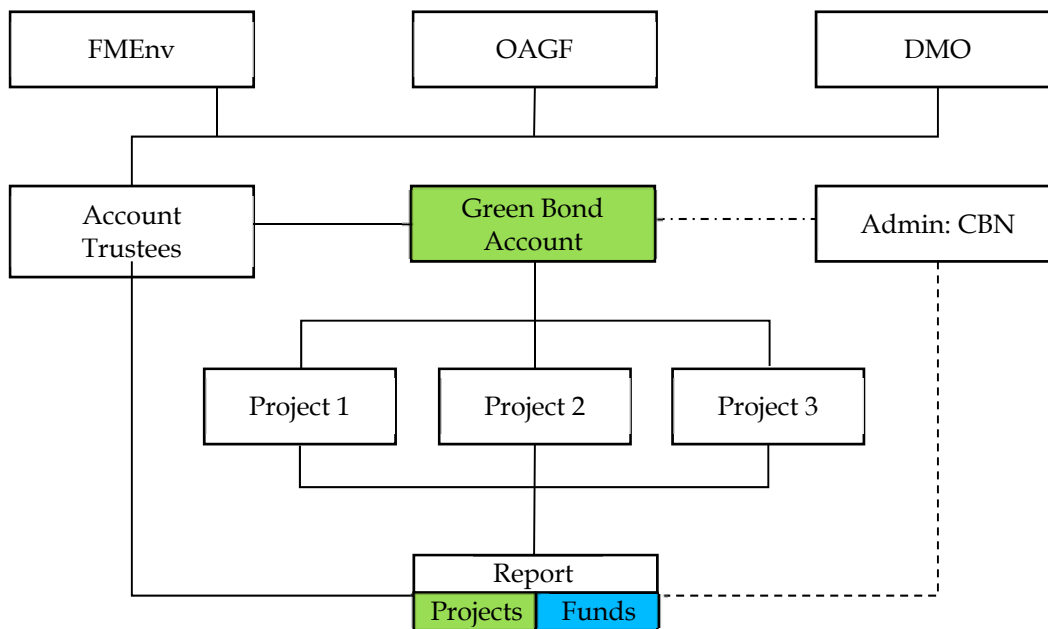 FMEnv
OAGF
DMO
Account
Trustees
Green Bond
Account
Admin: CBN
Project 1
Project 2
Project 3
Report
Projects
Funds